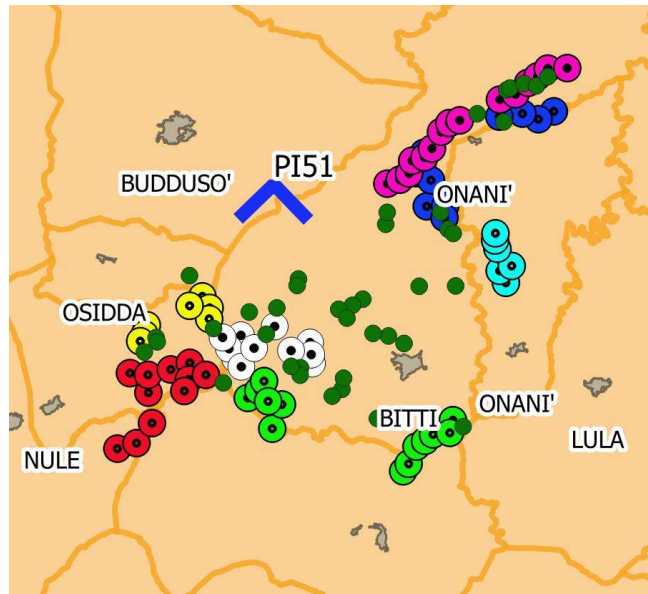 PI51
BUDDUSO'
ONANI'
OSIDDA
BITTI
ONANI'
LULA
NULE